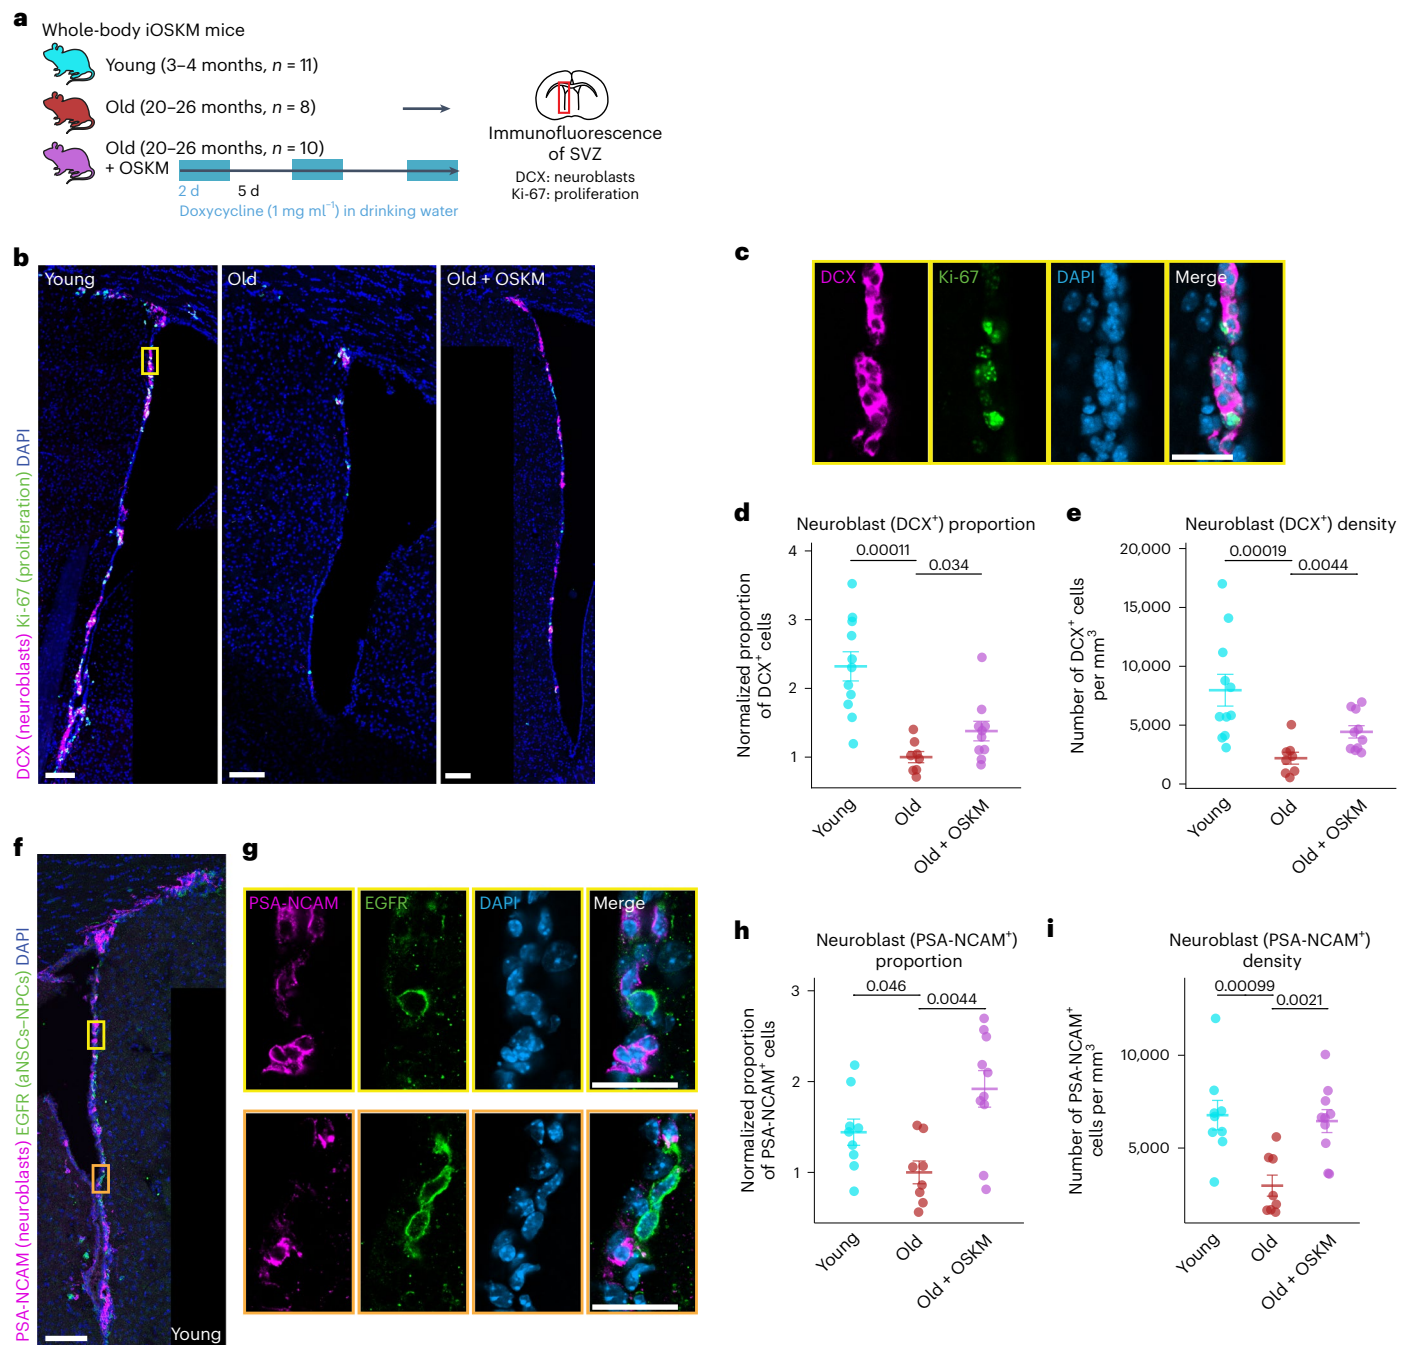 a
Whole-body iOSKM mice
Young (3–4 months, n = 11)
Old (20–26 months, n = 8)
Old (20–26 months, n = 10)
+ OSKM
2 d
5 d
Doxycycline (1 mg ml⁻¹) in drinking water
Immunofluorescence
of SVZ
DCX: neuroblasts
Ki-67: proliferation
b
Young
Old
Old + OSKM
DCX (neuroblasts) Ki-67 (proliferation) DAPI
c
DCX
Ki-67
DAPI
Merge
d
Neuroblast (DCX⁺) proportion
0.00011
0.034
Normalized proportion
of DCX⁺ cells
4
3
2
1
Young
Old
Old + OSKM
e
Neuroblast (DCX⁺) density
0.00019
0.0044
Number of DCX⁺ cells
per mm³
20,000
15,000
10,000
5,000
0
Young
Old
Old + OSKM
f
PSA-NCAM (neuroblasts) EGFR (aNSCs–NPCs) DAPI
Young
g
PSA-NCAM
EGFR
DAPI
Merge
h
Neuroblast (PSA-NCAM⁺)
proportion
0.046
0.0044
Normalized proportion
of PSA-NCAM⁺ cells
3
2
1
Young
Old
Old + OSKM
i
Neuroblast (PSA-NCAM⁺)
density
0.00099
0.0021
Number of PSA-NCAM⁺
cells per mm³
10,000
5,000
Young
Old
Old + OSKM